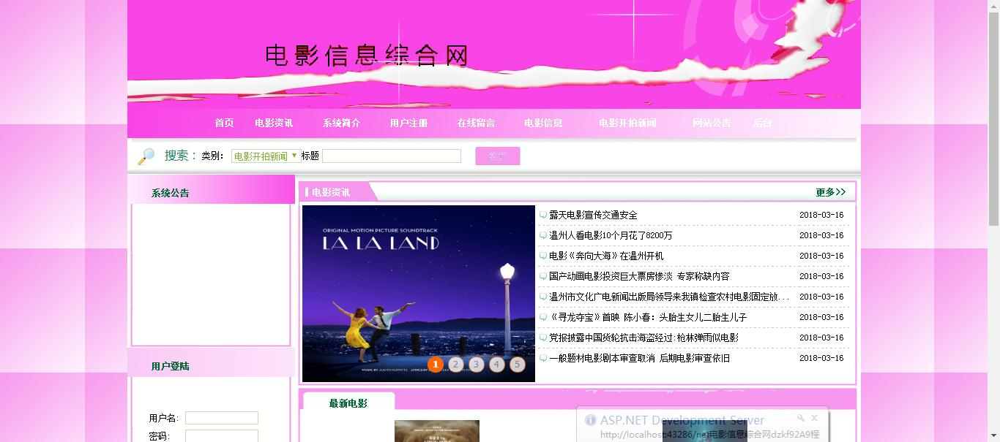 电影信息综合网
首页 电影资讯 系统简介 用户注册 在线留言 电影信息 电影开拍新闻 网站公告 后台
搜索： 类别： 电影开拍新闻 标题 搜索
系统公告
电影资讯 更多>>
ORIGINAL MOTION PICTURE SOUNDTRACK
LA LA LAND
1 2 3 4 5
MUSIC BY JUSTIN HURWITZ LYRICS BY
露天电影宣传交通安全 2018-03-16
温州人看电影10个月花了8200万 2018-03-16
电影《奔向大海》在温州开机 2018-03-16
国产动画电影投资巨大票房惨淡 专家称缺内容 2018-03-16
温州市文化广电新闻出版局领导来我镇检查农村电影固定放... 2018-03-16
《寻龙夺宝》首映 陈小春：头胎生女儿二胎生儿子 2018-03-16
党报披露中国货轮抗击海盗经过:枪林弹雨似电影 2018-03-16
一般题材电影剧本审查取消 后期电影审查依旧 2018-03-16
用户登陆
用户名:
密码:
最新电影
ASP.NET Development Server
http://localhost:43286/net电影信息综合网dzkf92A9程